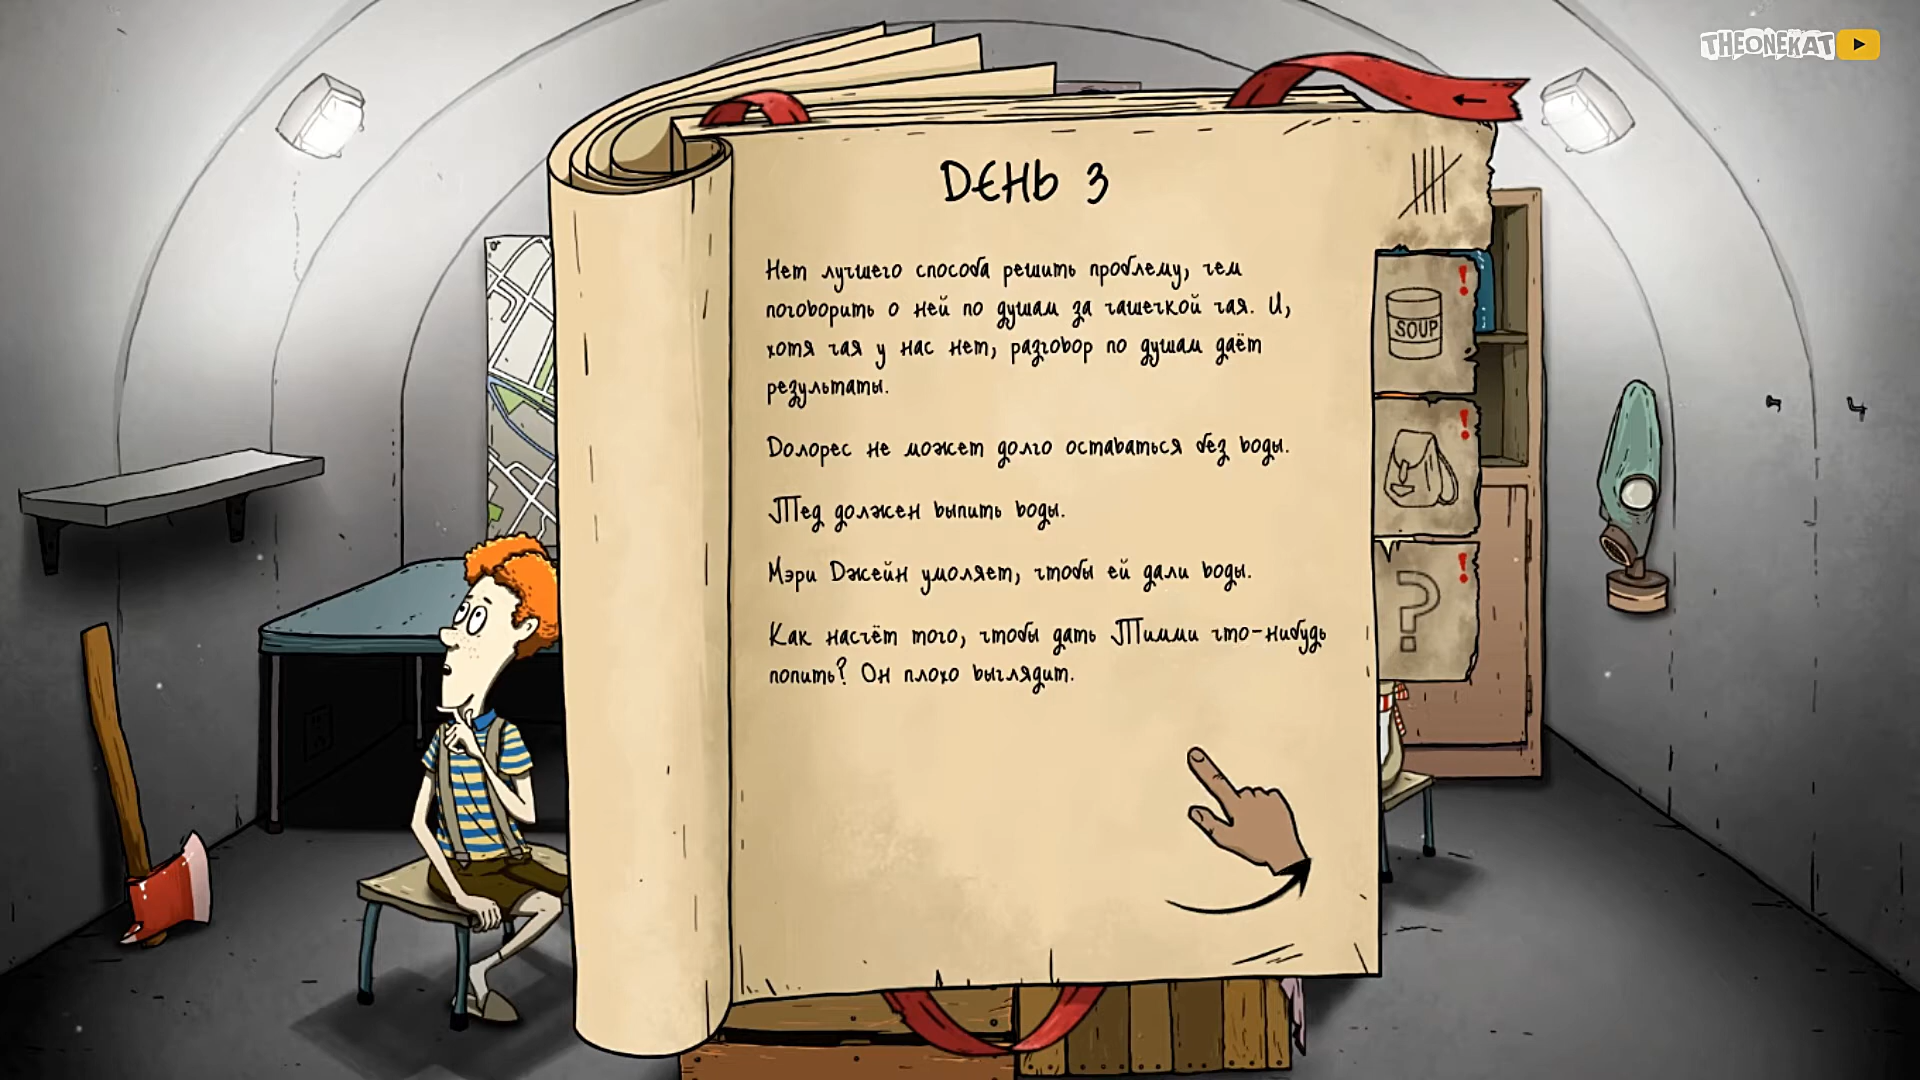 THEONEKAT
ДЕНЬ 3
Нет лучшего способа решить проблему, чем
поговорить о ней по душам за чашечкой чая. И,
хотя чая у нас нет, разговор по душам даёт
результаты.
Долорес не может долго оставаться без воды.
Тед должен выпить воды.
Мэри Джейн умоляет, чтобы ей дали воды.
Как насчёт того, чтобы дать Тимми что-нибудь
попить? Он плохо выглядит.
!
SOUP
!
!
?